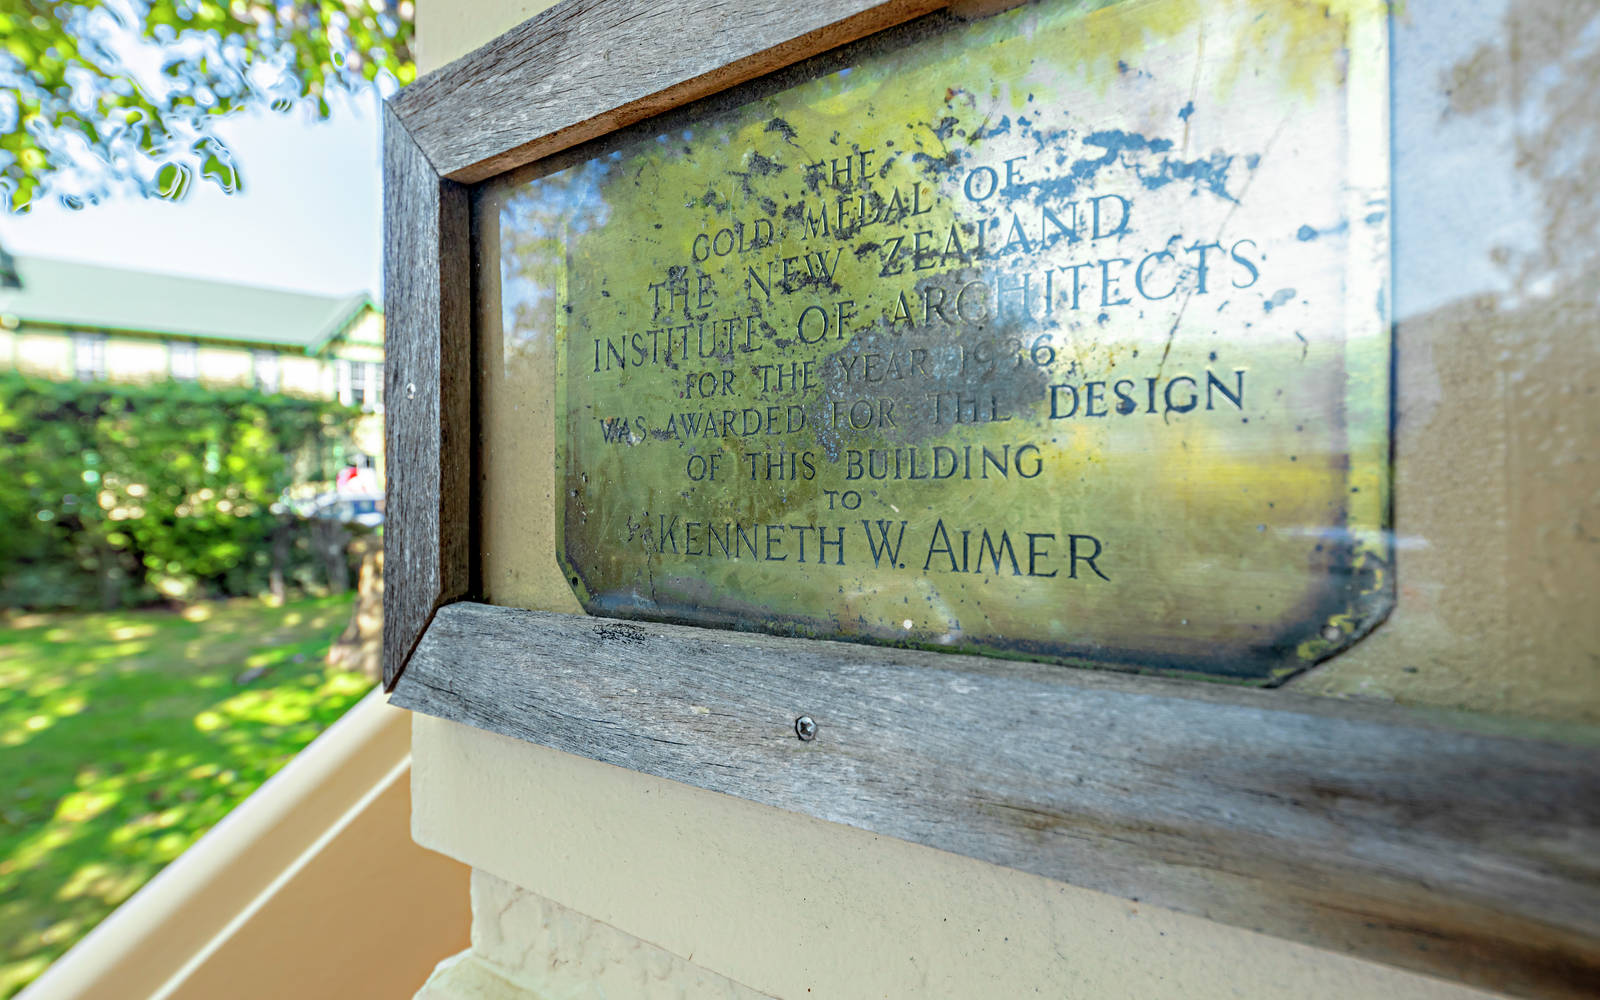 THE
GOLD MEDAL OF
THE NEW ZEALAND
INSTITUTE OF ARCHITECTS
FOR THE YEAR 1936
WAS AWARDED FOR THE DESIGN
OF THIS BUILDING
TO
KENNETH W. AIMER